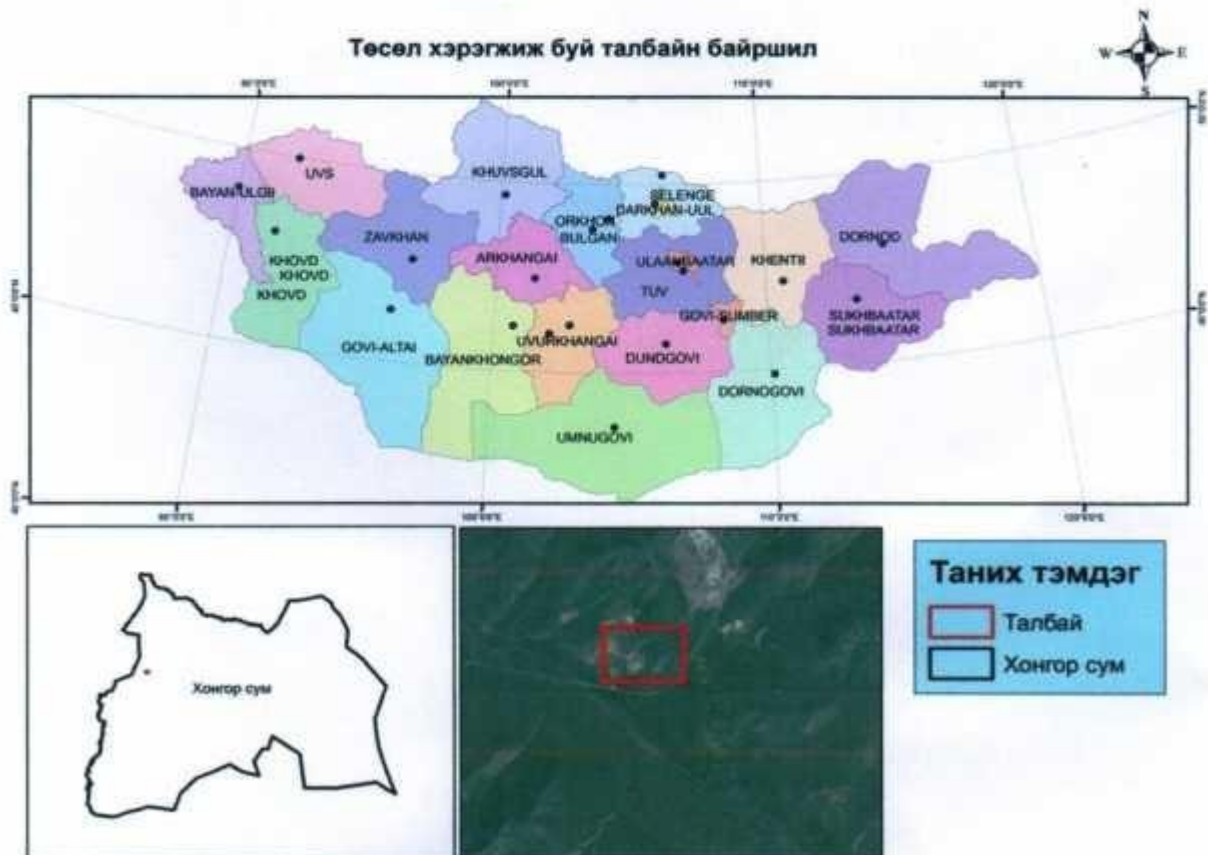 Төсөл хэрэгжиж буй талбайн байршил
N
W E
S
UVS
BAYAN-ULGII
KHOVD
KHOVD
KHOVD
ZAVKHAN
GOVI-ALTAI
KHUVSGUL
ARKHANGAI
BAYANKHONGOR
UVURKHANGAI
ORKHON
BULGAN
SELENGE
DARKHAN-UUL
ULAANBAATAR
TUV
GOVI-SUMBER
DUNDGOVI
UMNUGOVI
KHENTII
DORNOGOVI
DORNOD
SUKHBAATAR
SUKHBAATAR
Хонгор сум
Таних тэмдэг
Талбай
Хонгор сум